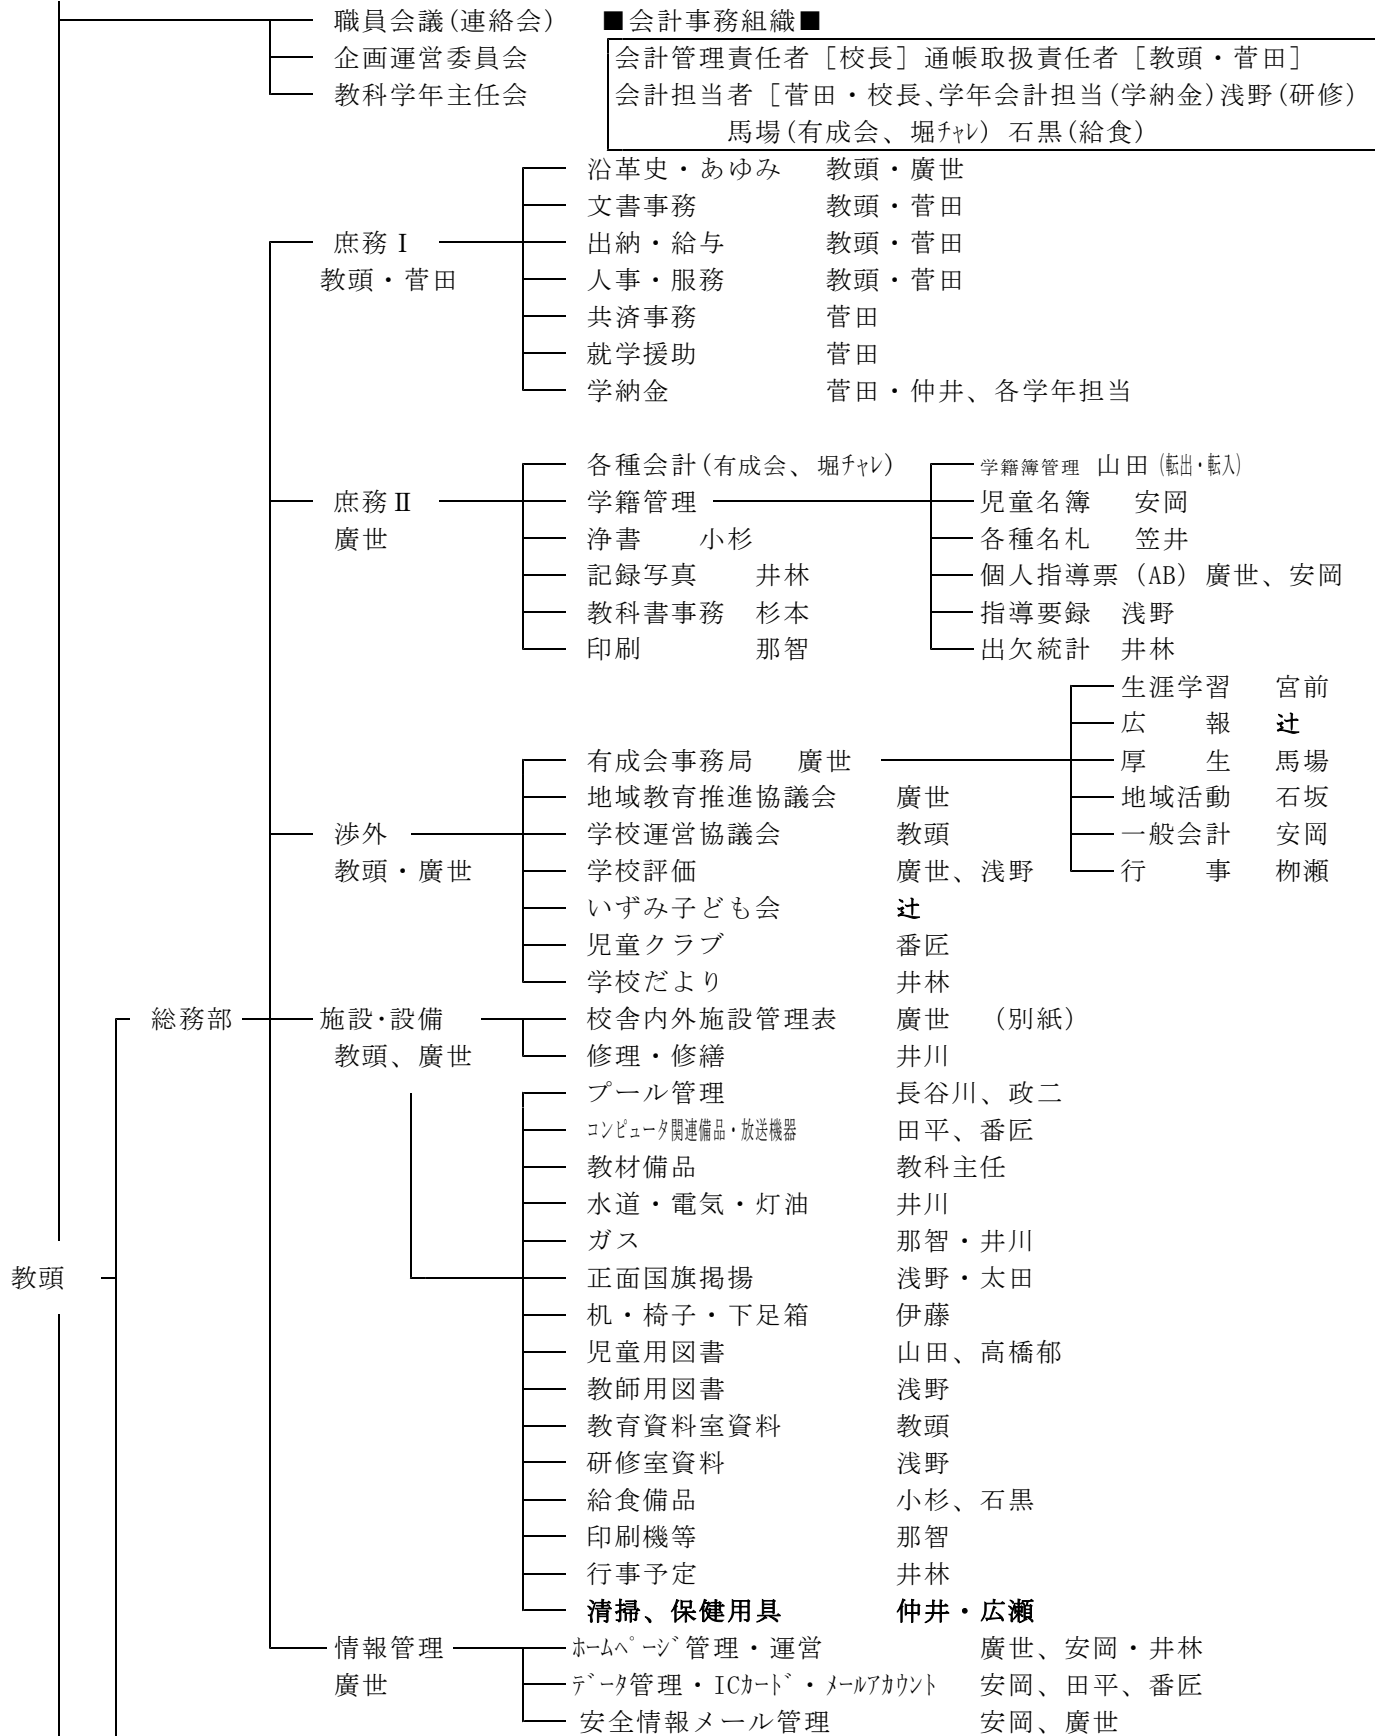 職員会議(連絡会) ■会計事務組織■
企画運営委員会 会計管理責任者［校長］通帳取扱責任者［教頭・菅田］
教科学年主任会 会計担当者［菅田・校長、学年会計担当(学納金)浅野(研修)
馬場(有成会、堀ﾁｬﾚ) 石黒(給食)
沿革史・あゆみ 教頭・廣世
文書事務 教頭・菅田
庶務Ⅰ 出納・給与 教頭・菅田
教頭・菅田 人事・服務 教頭・菅田
共済事務 菅田
就学援助 菅田
学納金 菅田・仲井、各学年担当
各種会計(有成会、堀ﾁｬﾚ) 学籍簿管理 山田(転出・転入)
庶務Ⅱ 学籍管理 児童名簿 安岡
廣世 浄書 小杉 各種名札 笠井
記録写真 井林 個人指導票(AB)廣世、安岡
教科書事務 杉本 指導要録 浅野
印刷 那智 出欠統計 井林
生涯学習 宮前
広 報 辻
有成会事務局 廣世 厚 生 馬場
地域教育推進協議会 廣世 地域活動 石坂
渉外 学校運営協議会 教頭 一般会計 安岡
教頭・廣世 学校評価 廣世、浅野 行 事 栁瀬
いずみ子ども会 辻
児童クラブ 番匠
学校だより 井林
総務部 施設・設備 校舎内外施設管理表 廣世 (別紙)
教頭、廣世 修理・修繕 井川
プール管理 長谷川、政二
コンピュータ関連備品・放送機器 田平、番匠
教材備品 教科主任
水道・電気・灯油 井川
ガス 那智・井川
教頭 正面国旗掲揚 浅野・太田
机・椅子・下足箱 伊藤
児童用図書 山田、高橋郁
教師用図書 浅野
教育資料室資料 教頭
研修室資料 浅野
給食備品 小杉、石黒
印刷機等 那智
行事予定 井林
清掃、保健用具 仲井・広瀬
情報管理 ﾎｰﾑﾍﾟｰｼﾞ管理・運営 廣世、安岡・井林
廣世 ﾃﾞｰﾀ管理・ICｶｰﾄﾞ・ﾒｰﾙｱｶｳﾝﾄ 安岡、田平、番匠
安全情報メール管理 安岡、廣世